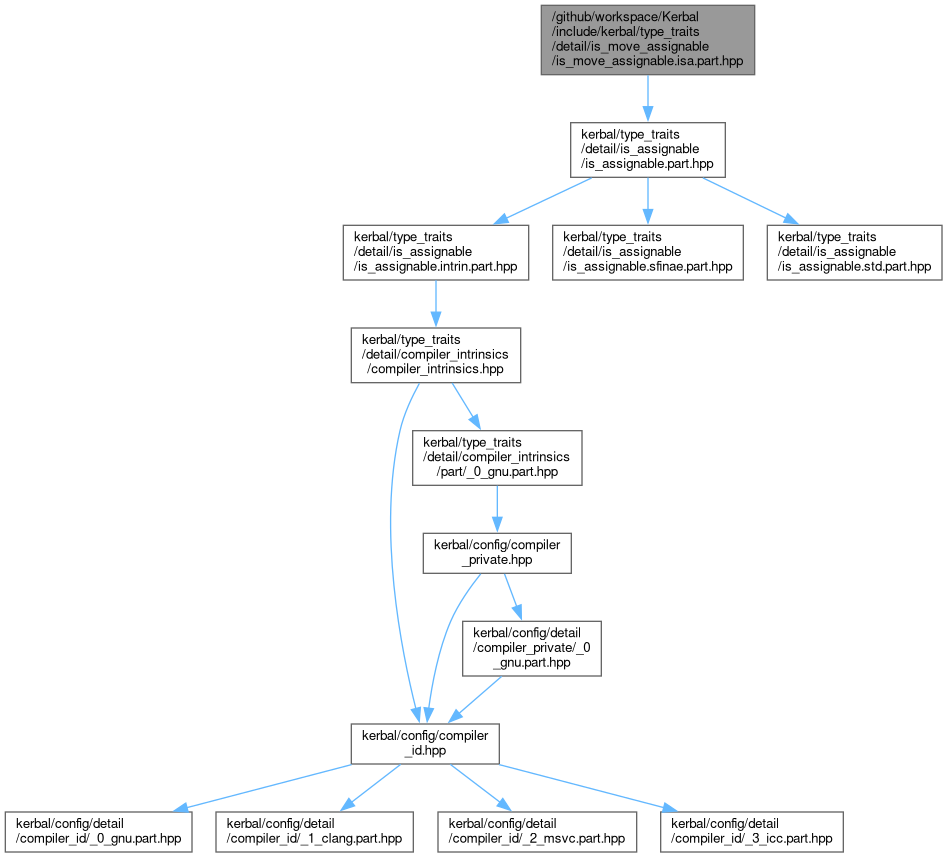 /github/workspace/Kerbal
/include/kerbal/type_traits
/detail/is_move_assignable
/is_move_assignable.isa.part.hpp
kerbal/type_traits
/detail/is_assignable
/is_assignable.part.hpp
kerbal/type_traits
/detail/is_assignable
/is_assignable.intrin.part.hpp
kerbal/type_traits
/detail/is_assignable
/is_assignable.sfinae.part.hpp
kerbal/type_traits
/detail/is_assignable
/is_assignable.std.part.hpp
kerbal/type_traits
/detail/compiler_intrinsics
/compiler_intrinsics.hpp
kerbal/type_traits
/detail/compiler_intrinsics
/part/_0_gnu.part.hpp
kerbal/config/compiler
_private.hpp
kerbal/config/detail
/compiler_private/_0
_gnu.part.hpp
kerbal/config/compiler
_id.hpp
kerbal/config/detail
/compiler_id/_0_gnu.part.hpp
kerbal/config/detail
/compiler_id/_1_clang.part.hpp
kerbal/config/detail
/compiler_id/_2_msvc.part.hpp
kerbal/config/detail
/compiler_id/_3_icc.part.hpp